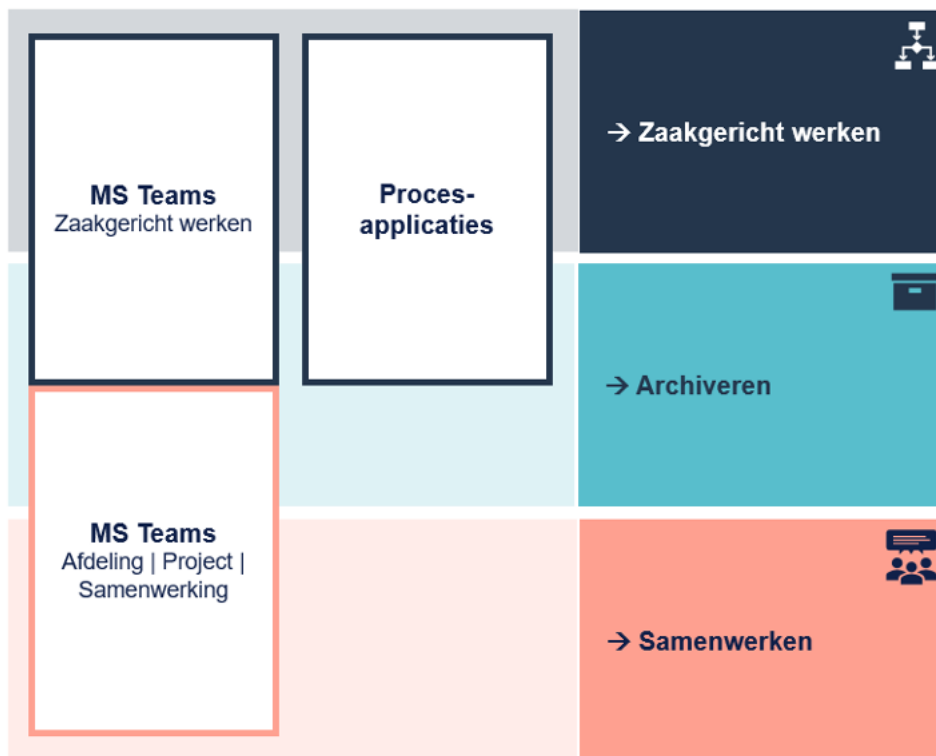 MS Teams
Zaakgericht werken
Proces-
applicaties
→ Zaakgericht werken
→ Archiveren
MS Teams
Afdeling | Project |
Samenwerking
→ Samenwerken